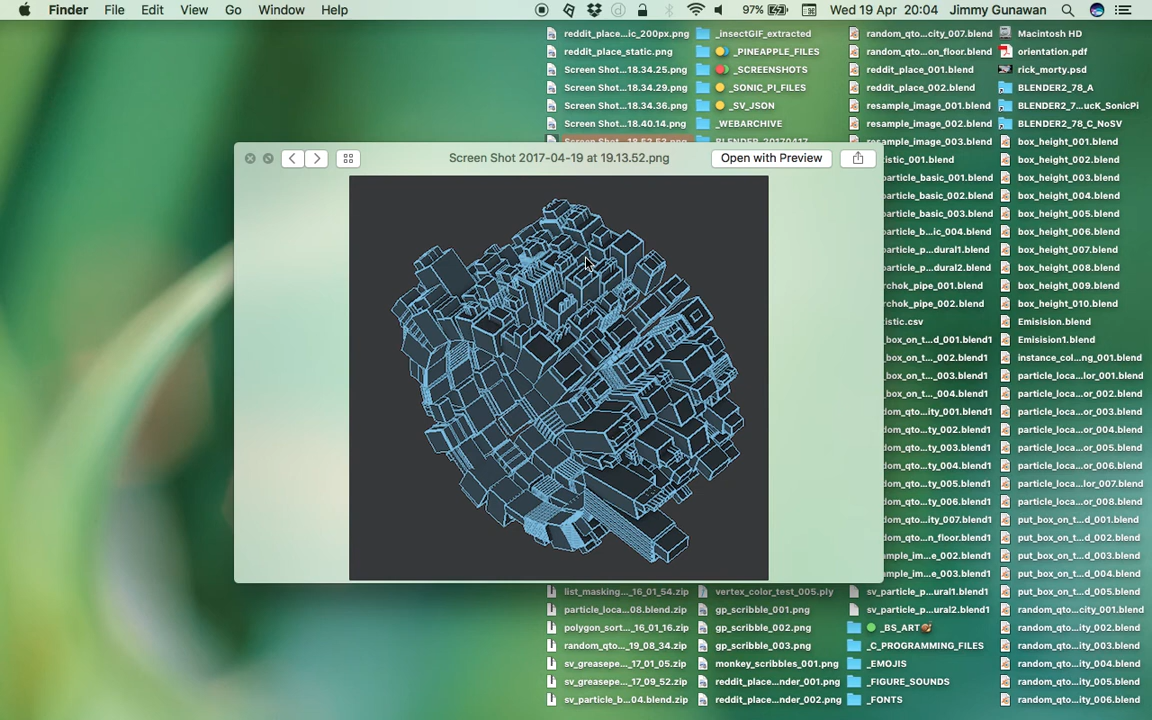 Finder File Edit View Go Window Help 97% Wed 19 Apr 20:04 Jimmy Gunawan
reddit_place...ic_200px.png
reddit_place_static.png
Screen Shot...18.34.25.png
Screen Shot...18.34.29.png
Screen Shot...18.34.36.png
Screen Shot...18.40.14.png
Screen Shot...18.52.53.png
_insectGIF_extracted
_PINEAPPLE_FILES
_SCREENSHOTS
_SONIC_PI_FILES
_SV_JSON
_WEBARCHIVE
BLENDER_20170417
random_qto...city_007.blend
random_qto...on_floor.blend
reddit_place_001.blend
reddit_place_002.blend
resample_image_001.blend
resample_image_002.blend
resample_image_003.blend
tistic_001.blend
particle_basic_001.blend
particle_basic_002.blend
particle_basic_003.blend
particle_b...ic_004.blend
particle_p...dural1.blend
particle_p...dural2.blend
rchok_pipe_001.blend
rchok_pipe_002.blend
tistic.csv
box_on_t...d_001.blend1
box_on_t..._002.blend1
box_on_t..._003.blend1
box_on_t..._004.blend1
dom_qto...ity_001.blend1
dom_qto...ty_002.blend1
dom_qto...ty_003.blend1
dom_qto...ty_004.blend1
dom_qto...ty_005.blend1
dom_qto...ty_006.blend1
dom_qto...ity_007.blend1
dom_qto...n_floor.blend1
mple_im...e_002.blend1
mple_im...e_003.blend1
Macintosh HD
orientation.pdf
rick_morty.psd
BLENDER2_78_A
BLENDER2_7...ucK_SonicPi
BLENDER2_78_C_NoSV
box_height_001.blend
box_height_002.blend
box_height_003.blend
box_height_004.blend
box_height_005.blend
box_height_006.blend
box_height_007.blend
box_height_008.blend
box_height_009.blend
box_height_010.blend
Emisision.blend
Emisision1.blend
instance_col...ng_001.blend
particle_loca...lor_001.blend
particle_loca...or_002.blend
particle_loca...or_003.blend
particle_loca...or_004.blend
particle_loca...or_005.blend
particle_loca...or_006.blend
particle_loca...lor_007.blend
particle_loca...or_008.blend
put_box_on_t...d_001.blend
put_box_on_t...d_002.blend
put_box_on_t...d_003.blend
put_box_on_t...d_004.blend
put_box_on_t...d_005.blend
random_qto...city_001.blend
random_qto...ity_002.blend
random_qto...ity_003.blend
random_qto...ity_004.blend
random_qto...ity_005.blend
random_qto...ity_006.blend
Screen Shot 2017-04-19 at 19.13.52.png
Open with Preview
list_masking..._16_01_54.zip
particle_loca...08.blend.zip
polygon_sort..._16_01_16.zip
random_qto..._19_08_34.zip
sv_greasepe..._17_01_05.zip
sv_greasepe..._17_09_52.zip
sv_particle_b...04.blend.zip
vertex_color_test_005.ply
gp_scribble_001.png
gp_scribble_002.png
gp_scribble_003.png
monkey_scribbles_001.png
reddit_place...nder_001.png
reddit_place...nder_002.png
sv_particle_p...ural1.blend1
sv_particle_p...ural2.blend1
_BS_ART
_C_PROGRAMMING_FILES
_EMOJIS
_FIGURE_SOUNDS
_FONTS